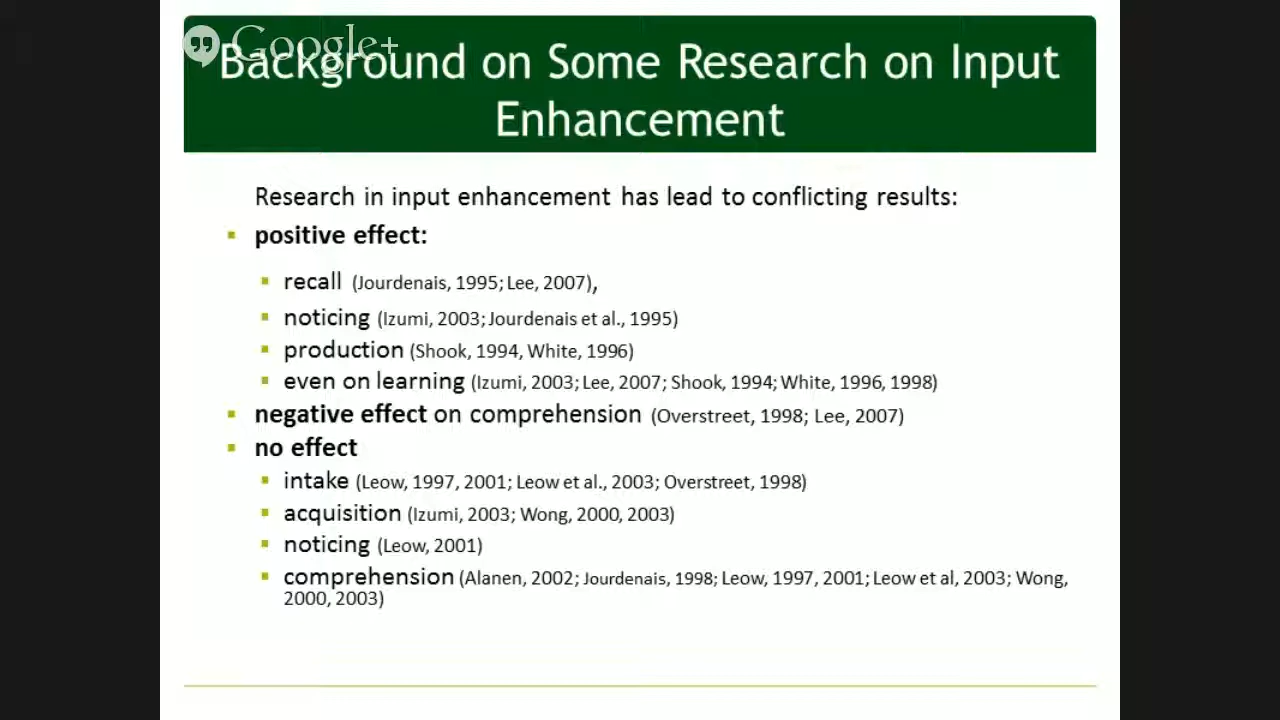 Google+
Background on Some Research on Input
Enhancement
Research in input enhancement has lead to conflicting results:
▪ positive effect:
▪ recall (Jourdenais, 1995; Lee, 2007),
▪ noticing (Izumi, 2003; Jourdenais et al., 1995)
▪ production (Shook, 1994, White, 1996)
▪ even on learning (Izumi, 2003; Lee, 2007; Shook, 1994; White, 1996, 1998)
▪ negative effect on comprehension (Overstreet, 1998; Lee, 2007)
▪ no effect
▪ intake (Leow, 1997, 2001; Leow et al., 2003; Overstreet, 1998)
▪ acquisition (Izumi, 2003; Wong, 2000, 2003)
▪ noticing (Leow, 2001)
▪ comprehension (Alanen, 2002; Jourdenais, 1998; Leow, 1997, 2001; Leow et al, 2003; Wong,
2000, 2003)